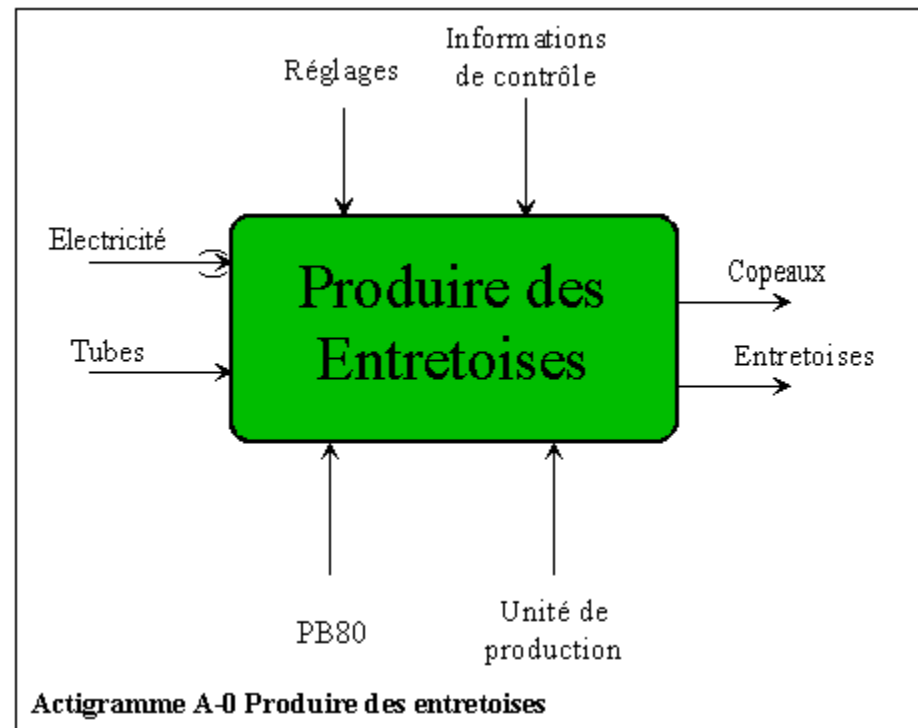 Informations
de contrôle
Réglages
Electricité
Tubes
Produire des
Entretoises
Copeaux
Entretoises
PB80
Unité de
production
Actigramme A-0 Produire des entretoises